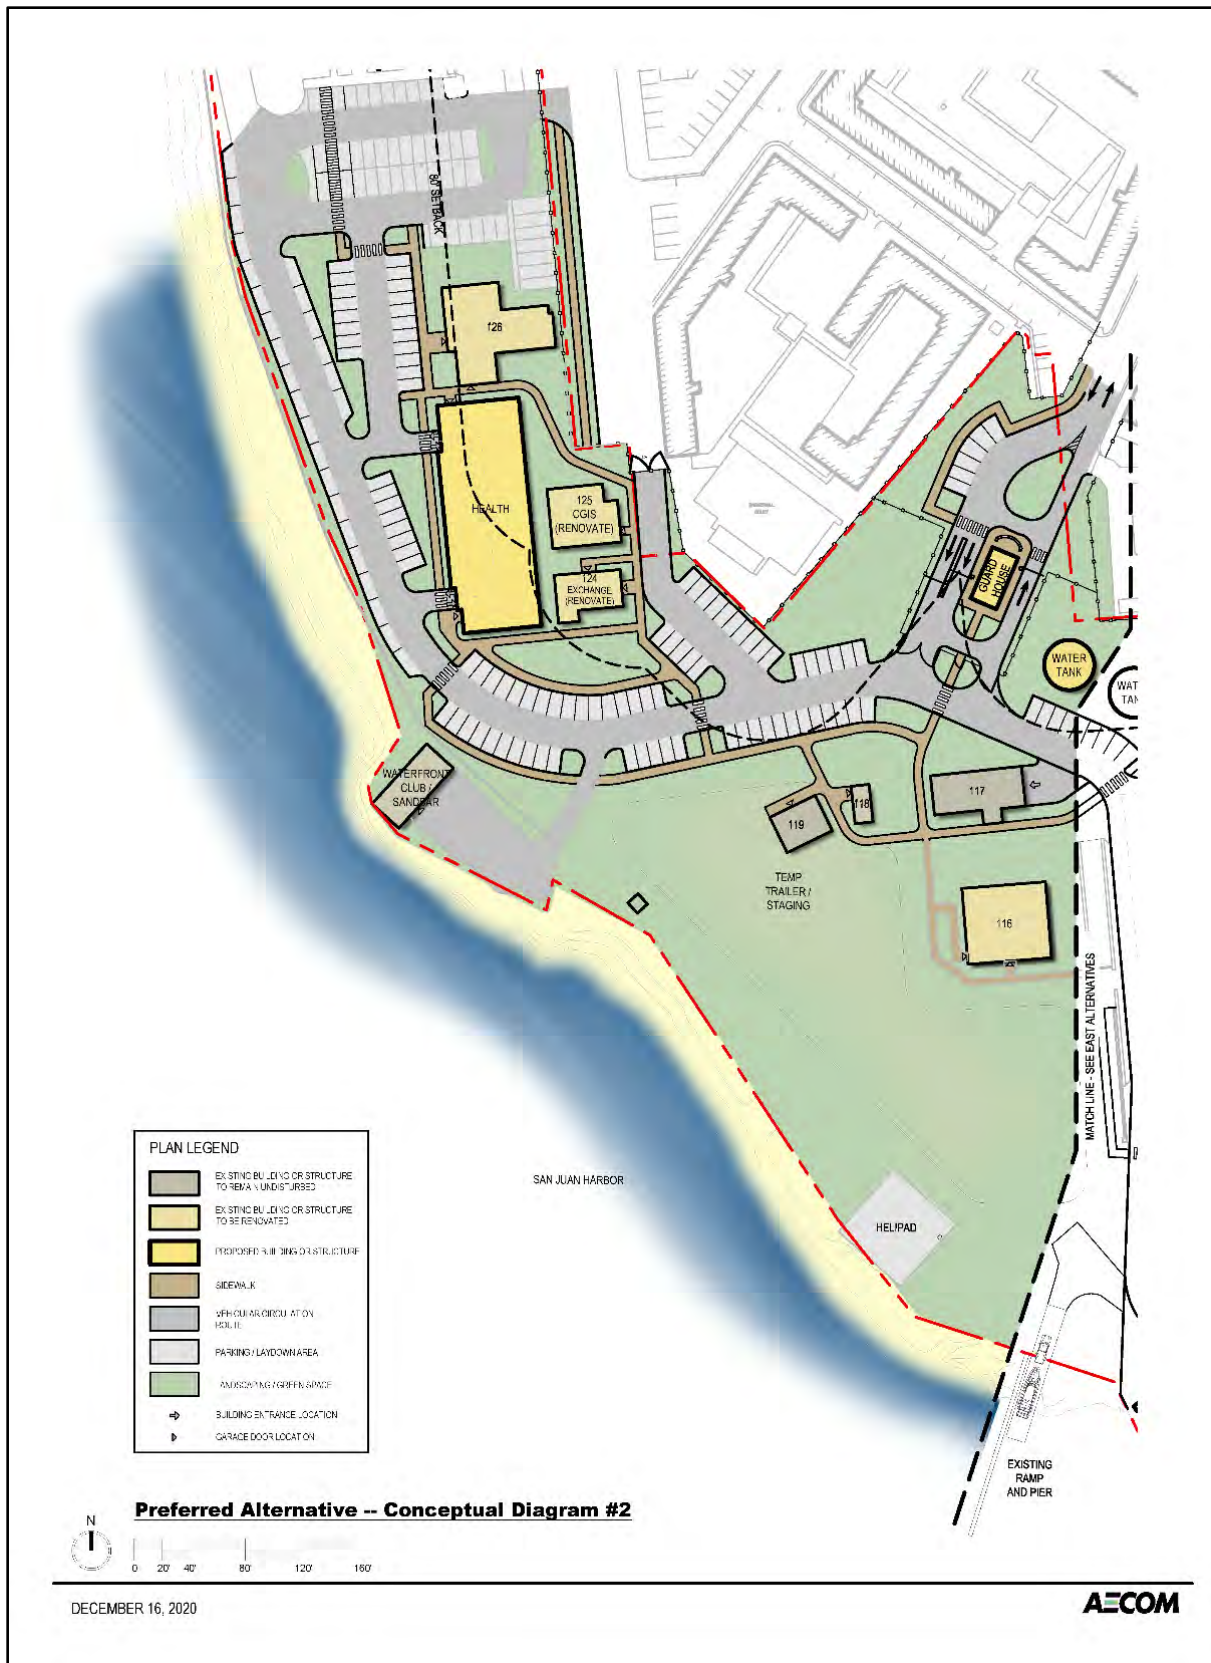 80' SETBACK
126
HEALTH
125
CGIS
(RENOVATE)
124
EXCHANGE
(RENOVATE)
GUARD
HOUSE
WATER
TANK
WAT
TAN
WATERFRONT
CLUB /
SANDBAR
117
118
119
TEMP
TRAILER /
STAGING
116
MATCH LINE - SEE EAST ALTERNATIVES
PLAN LEGEND
EXISTING BUILDING OR STRUCTURE
TO REMAIN UNDISTURBED
EXISTING BUILDING OR STRUCTURE
TO BE RENOVATED
PROPOSED BUILDING OR STRUCTURE
SIDEWALK
VEHICULAR CIRCULATION
ROUTE
PARKING / LAYDOWN AREA
LANDSCAPING / GREEN SPACE
BUILDING ENTRANCE LOCATION
GARAGE DOOR LOCATION
SAN JUAN HARBOR
HELIPAD
EXISTING
RAMP
AND PIER
Preferred Alternative -- Conceptual Diagram #2
N
0 20' 40' 80' 120' 160'
DECEMBER 16, 2020
AECOM